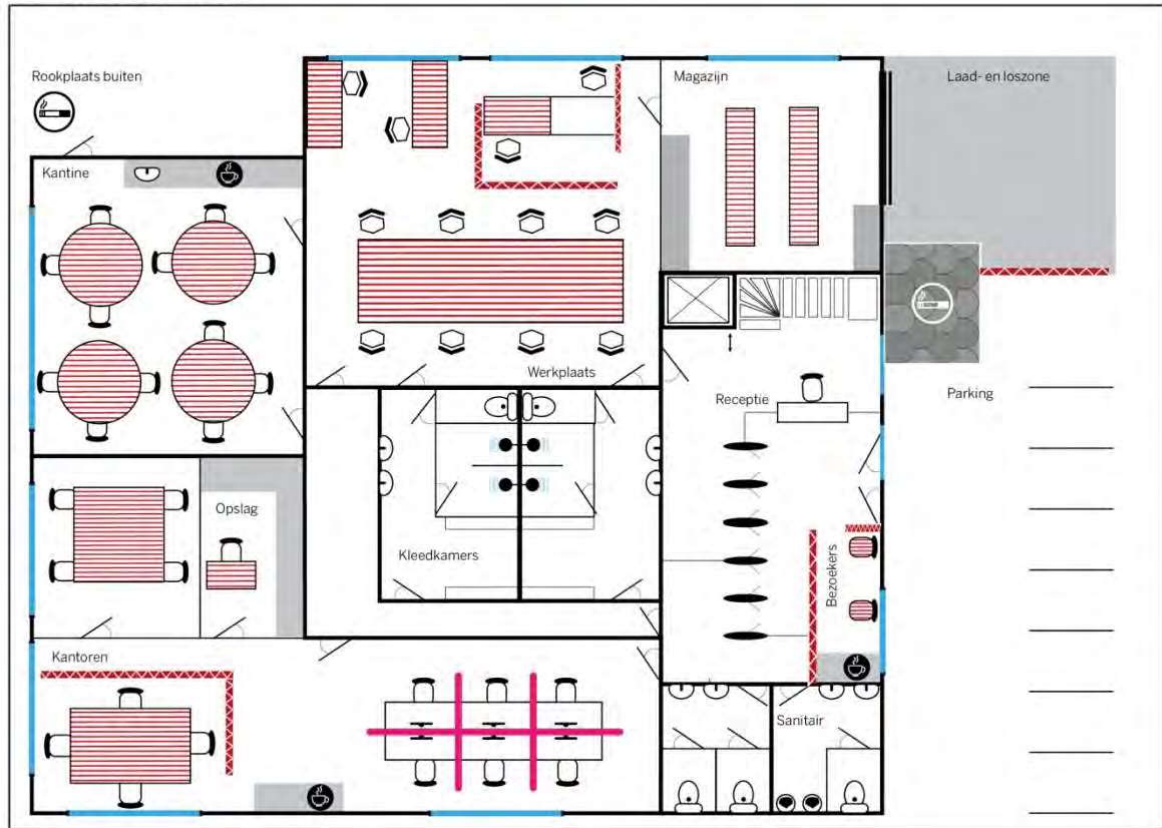 Rookplaats buiten
Magazijn
Laad- en loszone
Kantine
Werkplaats
Receptie
Parking
Opslag
Kleedkamers
Bezoekers
Kantoren
Sanitair